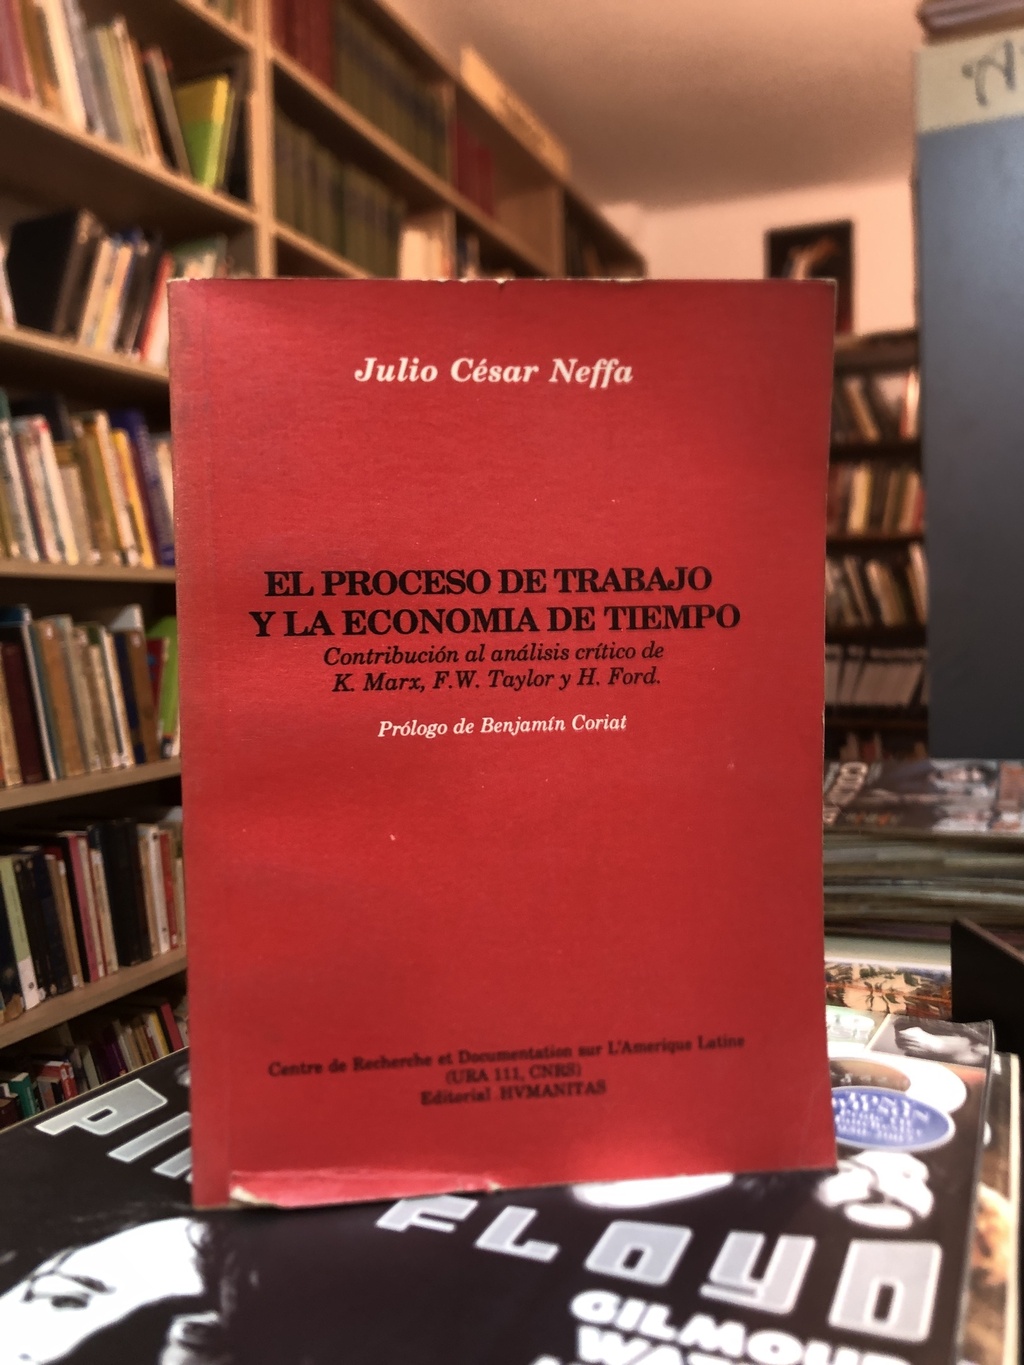 Julio César Neffa
EL PROCESO DE TRABAJO
Y LA ECONOMIA DE TIEMPO
Contribución al análisis crítico de
K. Marx, F.W. Taylor y H. Ford.
Prólogo de Benjamín Coriat
Centre de Recherche et Documentation sur L'Amerique Latine
(URA 111, CNRS)
Editorial HVMANITAS
FLOYD